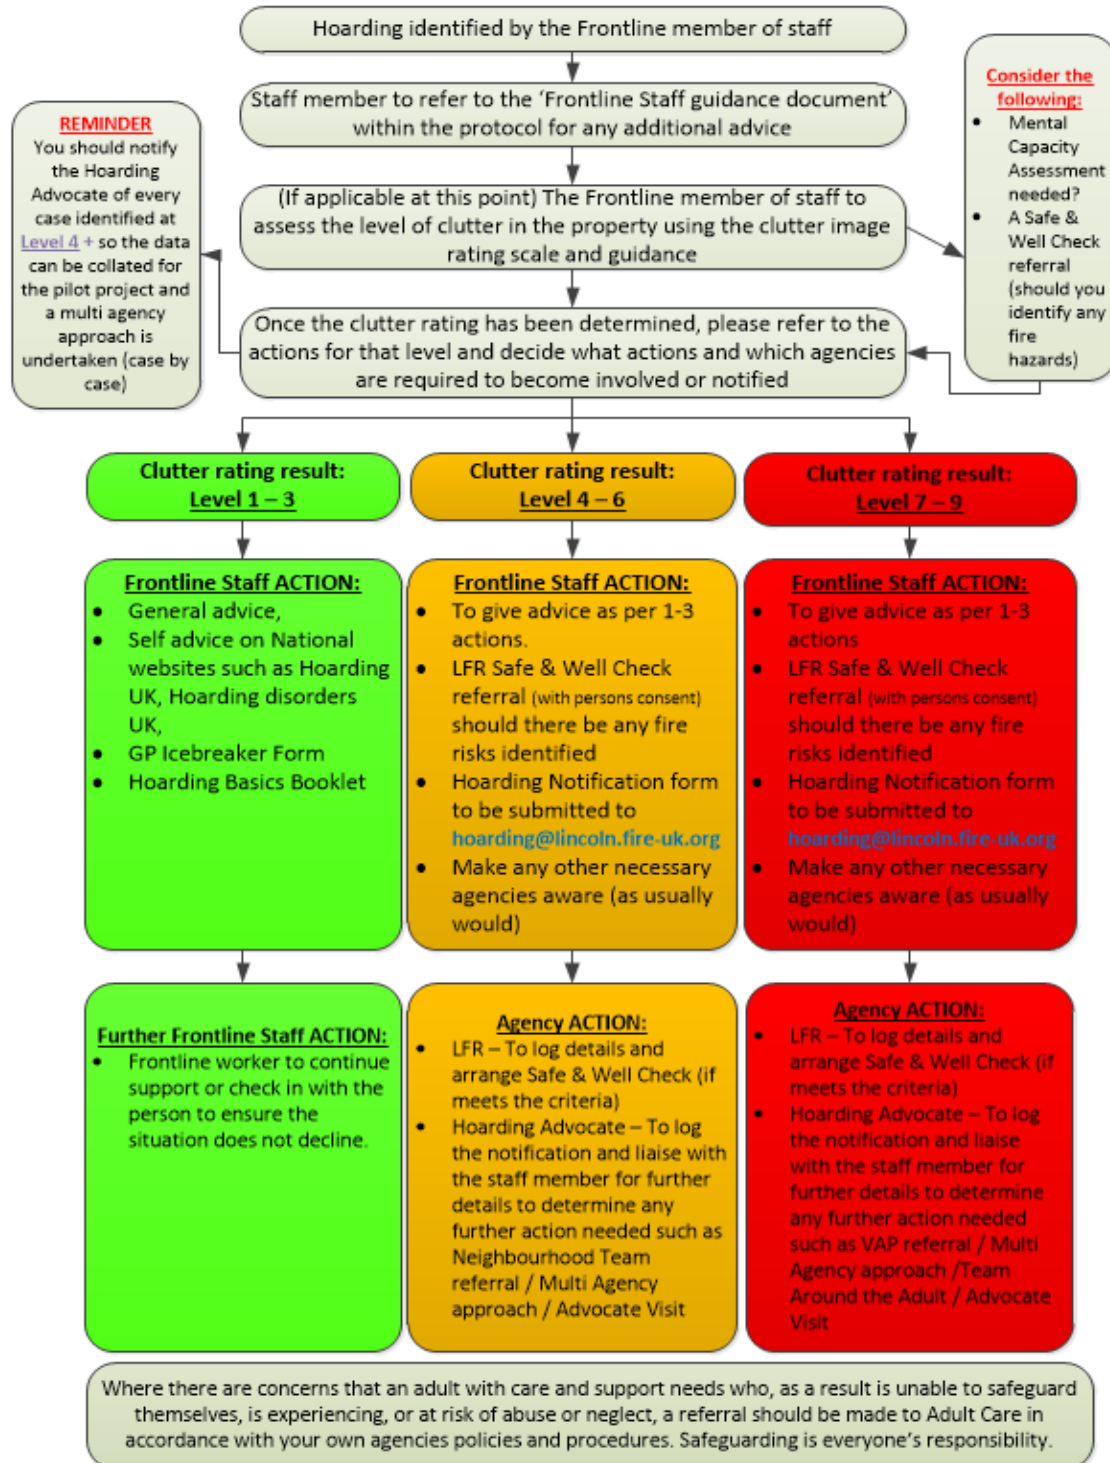 Hoarding identified by the Frontline member of staff
Staff member to refer to the 'Frontline Staff guidance document'
within the protocol for any additional advice
(If applicable at this point) The Frontline member of staff to
assess the level of clutter in the property using the clutter image
rating scale and guidance
Consider the
following:
• Mental
Capacity
Assessment
needed?
• A Safe &
Well Check
referral
(should you
identify any
fire
hazards)
REMINDER
You should notify
the Hoarding
Advocate of every
case identified at
Level 4 + so the data
can be collated for
the pilot project and
a multi agency
approach is
undertaken (case by
case)
Once the clutter rating has been determined, please refer to the
actions for that level and decide what actions and which agencies
are required to become involved or notified
Clutter rating result:
Level 1 – 3
Frontline Staff ACTION:
• General advice,
• Self advice on National
websites such as Hoarding
UK, Hoarding disorders
UK,
• GP Icebreaker Form
• Hoarding Basics Booklet
Further Frontline Staff ACTION:
• Frontline worker to continue
support or check in with the
person to ensure the
situation does not decline.
Clutter rating result:
Level 4 – 6
Frontline Staff ACTION:
• To give advice as per 1-3
actions.
• LFR Safe & Well Check
referral (with persons consent)
should there be any fire
risks identified
• Hoarding Notification form
to be submitted to
hoarding@lincoln.fire-uk.org
• Make any other necessary
agencies aware (as usually
would)
Agency ACTION:
• LFR – To log details and
arrange Safe & Well Check (if
meets the criteria)
• Hoarding Advocate – To log
the notification and liaise with
the staff member for further
details to determine any
further action needed such as
Neighbourhood Team
referral / Multi Agency
approach / Advocate Visit
Clutter rating result:
Level 7 – 9
Frontline Staff ACTION:
• To give advice as per 1-3
actions
• LFR Safe & Well Check
referral (with persons consent)
should there be any fire
risks identified
• Hoarding Notification form
to be submitted to
hoarding@lincoln.fire-uk.org
• Make any other necessary
agencies aware (as usually
would)
Agency ACTION:
• LFR – To log details and
arrange Safe & Well Check (if
meets the criteria)
• Hoarding Advocate – To log
the notification and liaise
with the staff member for
further details to determine
any further action needed
such as VAP referral / Multi
Agency approach /Team
Around the Adult / Advocate
Visit
Where there are concerns that an adult with care and support needs who, as a result is unable to safeguard
themselves, is experiencing, or at risk of abuse or neglect, a referral should be made to Adult Care in
accordance with your own agencies policies and procedures. Safeguarding is everyone's responsibility.